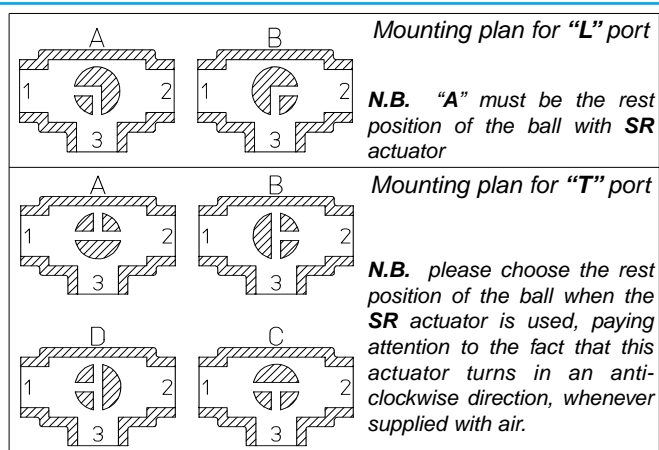 A B
1 2 1 2
3 3
Mounting plan for “L” port
N.B. “A” must be the rest
position of the ball with SR
actuator
A B
1 2 1 2
3 3
D C
1 2 1 2
3 3
Mounting plan for “T” port
N.B. please choose the rest
position of the ball when the
SR actuator is used, paying
attention to the fact that this
actuator turns in an anti-
clockwise direction, whenever
supplied with air.